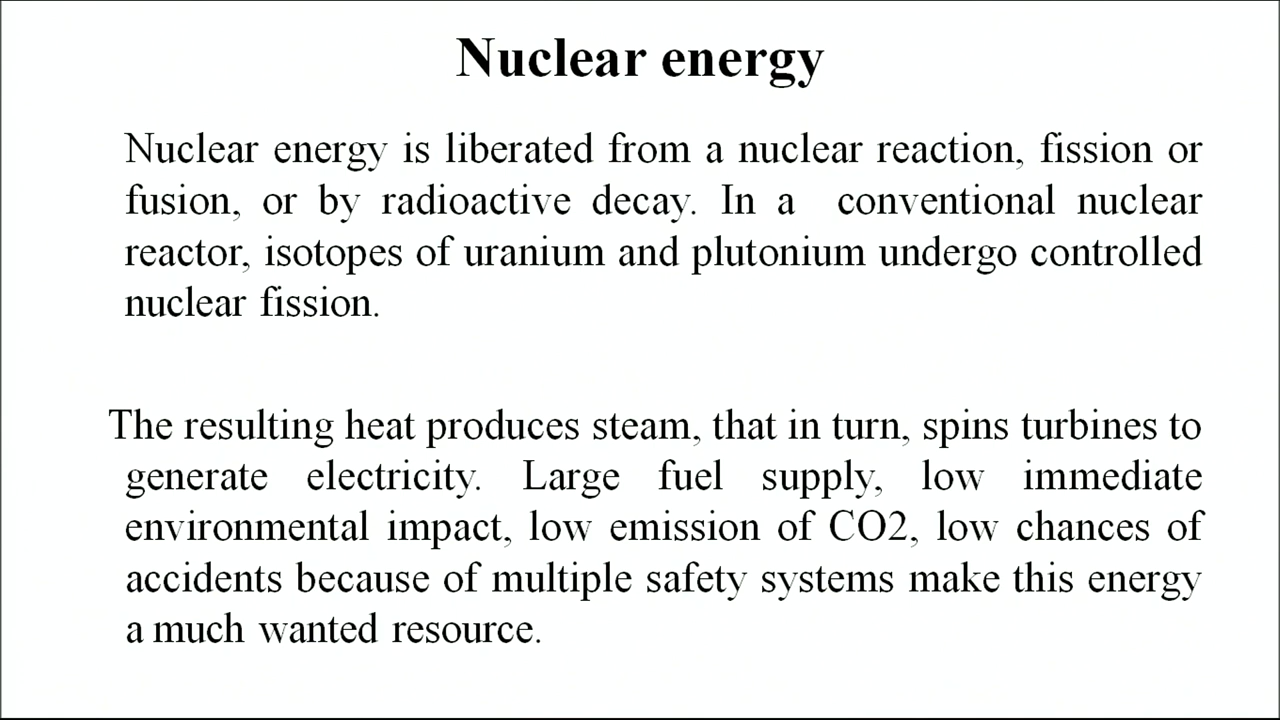 Nuclear energy
Nuclear energy is liberated from a nuclear reaction, fission or
fusion, or by radioactive decay. In a conventional nuclear
reactor, isotopes of uranium and plutonium undergo controlled
nuclear fission.
The resulting heat produces steam, that in turn, spins turbines to
generate electricity. Large fuel supply, low immediate
environmental impact, low emission of CO2, low chances of
accidents because of multiple safety systems make this energy
a much wanted resource.